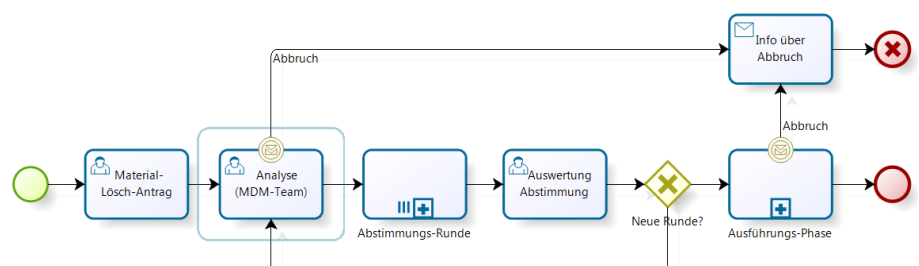 Info über
Abbruch
Abbruch
Abbruch
Material-
Lösch-Antrag
Analyse
(MDM-Team)
Auswertung
Abstimmung
Neue Runde?
Abstimmungs-Runde
Ausführungs-Phase